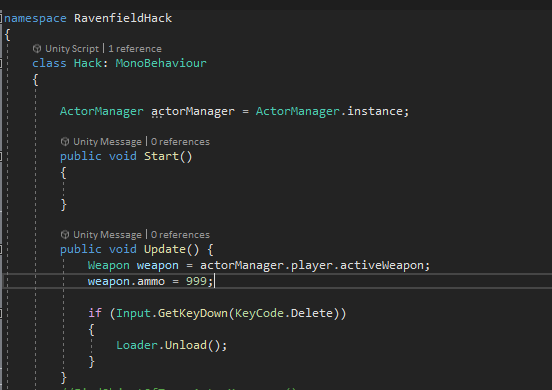 namespace RavenfieldHack
{
Unity Script | 1 reference
class Hack: MonoBehaviour
{
ActorManager actorManager = ActorManager.instance;
Unity Message | 0 references
public void Start()
{
}
Unity Message | 0 references
public void Update() {
Weapon weapon = actorManager.player.activeWeapon;
weapon.ammo = 999;
if (Input.GetKeyDown(KeyCode.Delete))
{
Loader.Unload();
}
}